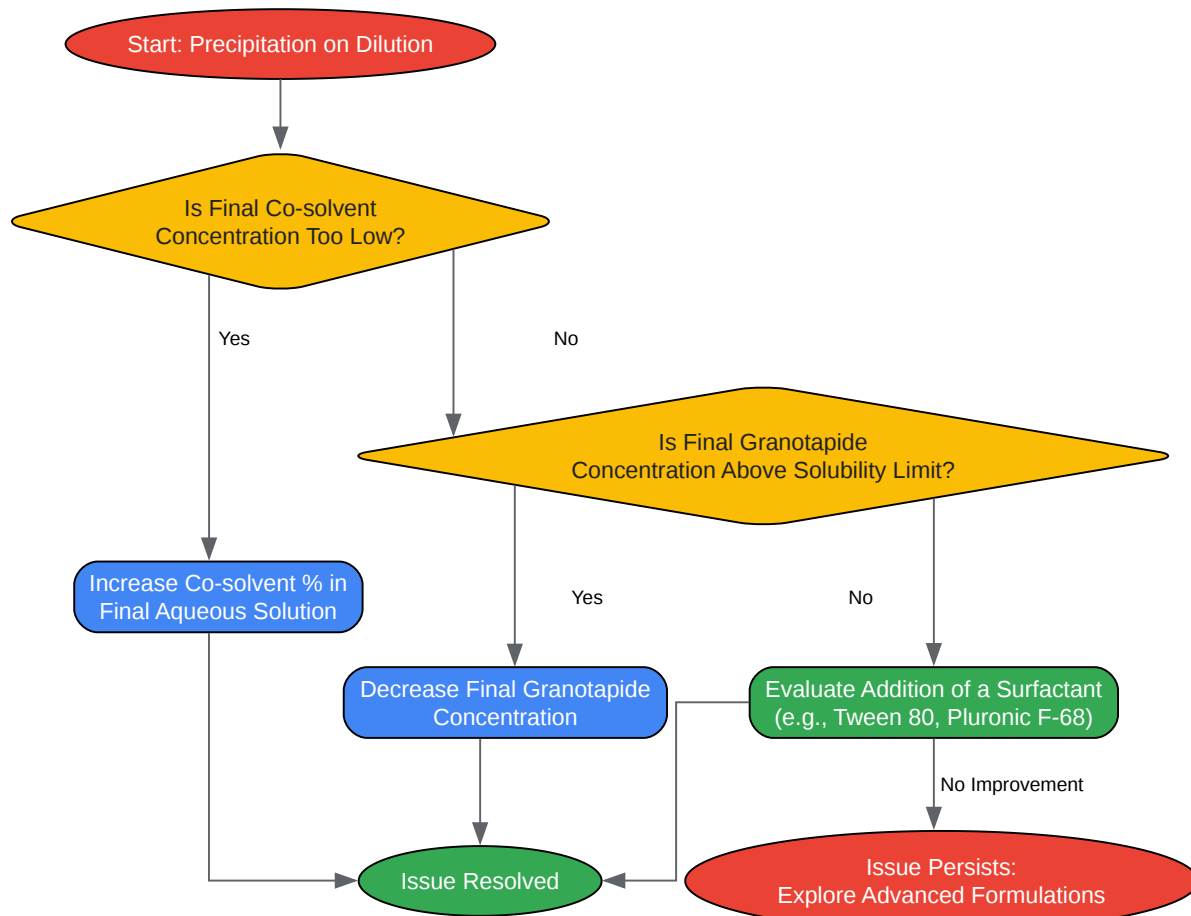 Start: Precipitation on Dilution
Is Final Co-solvent
Concentration Too Low?
Yes
No
Is Final Granotapide
Concentration Above Solubility Limit?
Increase Co-solvent % in
Final Aqueous Solution
Yes
No
Decrease Final Granotapide
Concentration
Evaluate Addition of a Surfactant
(e.g., Tween 80, Pluronic F-68)
No Improvement
Issue Resolved
Issue Persists:
Explore Advanced Formulations